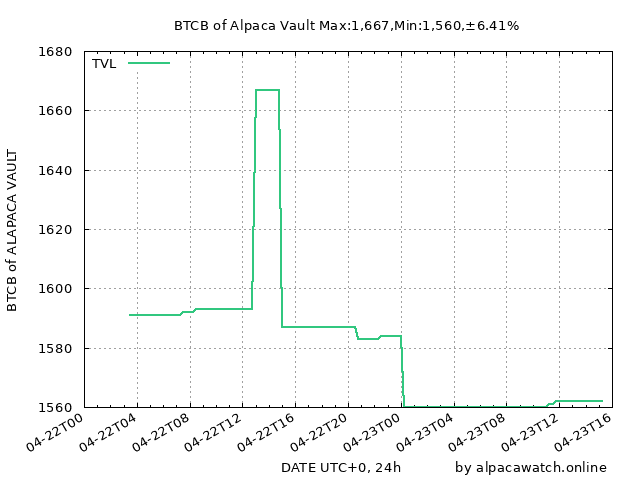 BTCB of Alpaca Vault Max:1,667,Min:1,560,±6.41%
TVL
BTCB of ALAPACA VAULT
1680
1660
1640
1620
1600
1580
1560
04-22T00
04-22T04
04-22T08
04-22T12
04-22T16
04-22T20
04-23T00
04-23T04
04-23T08
04-23T12
04-23T16
DATE UTC+0, 24h
by alpacawatch.online